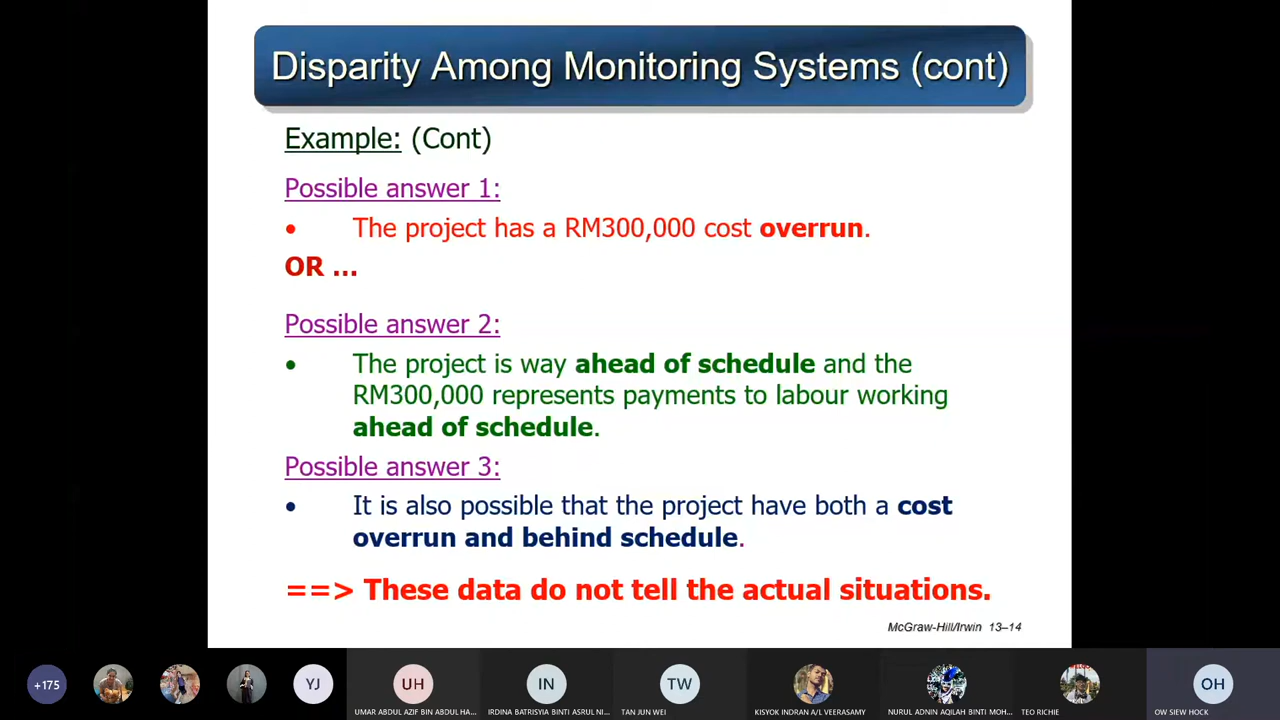 Disparity Among Monitoring Systems (cont)
Example: (Cont)
Possible answer 1:
• The project has a RM300,000 cost overrun.
OR ...
Possible answer 2:
• The project is way ahead of schedule and the
RM300,000 represents payments to labour working
ahead of schedule.
Possible answer 3:
• It is also possible that the project have both a cost
overrun and behind schedule.
==> These data do not tell the actual situations.
McGraw-Hill/Irwin 13–14
+175
YJ
UH
IN
TW
OH
UMAR ABDUL AZIF BIN ABDUL HA...
IRDINA BATRISYIA BINTI ASRUL NI...
TAN JUN WEI
KISYOK INDRAN A/L VEERASAMY
NURUL ADNIN AQILAH BINTI MOH...
TEO RICHIE
OW SIEW HOCK